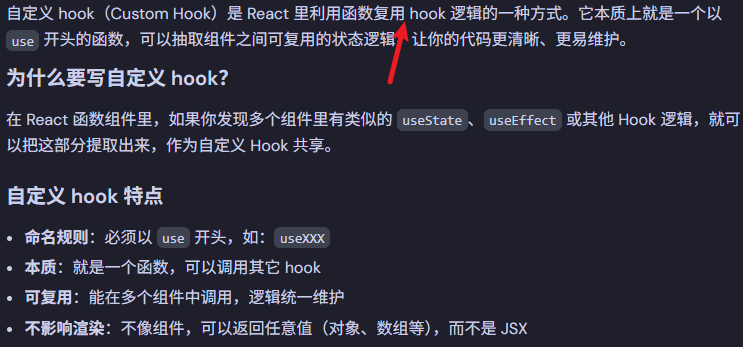 自定义 hook（Custom Hook）是 React 里利用函数复用 hook 逻辑的一种方式。它本质上就是一个以
use 开头的函数，可以抽取组件之间可复用的状态逻辑，让你的代码更清晰、更易维护。
为什么要写自定义 hook？
在 React 函数组件里，如果你发现多个组件里有类似的 useState、useEffect 或其他 Hook 逻辑，就可
以把这部分提取出来，作为自定义 Hook 共享。
自定义 hook 特点
• 命名规则：必须以 use 开头，如：useXXX
• 本质：就是一个函数，可以调用其它 hook
• 可复用：能在多个组件中调用，逻辑统一维护
• 不影响渲染：不像组件，可以返回任意值（对象、数组等），而不是 JSX